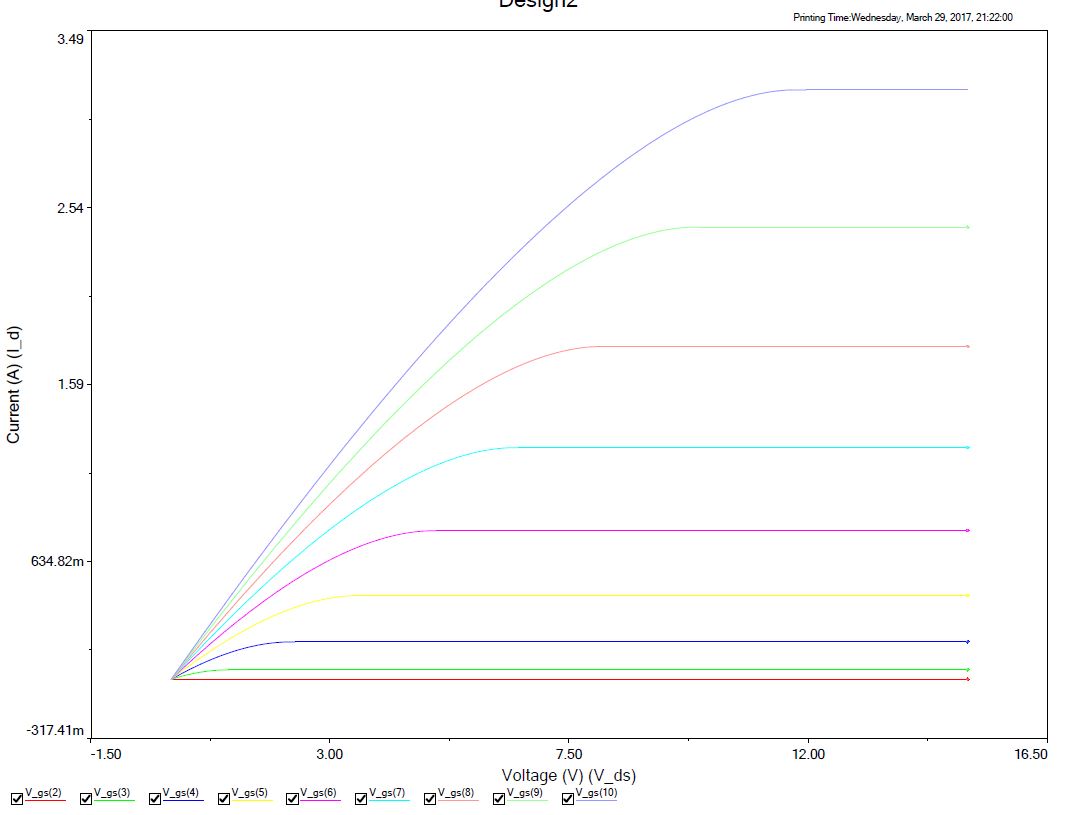 Design2
Printing Time:Wednesday, March 29, 2017, 21:22:00
3.49
2.54
1.59
634.82m
-317.41m
Current (A) (I_d)
-1.50 3.00 7.50 12.00 16.50
Voltage (V) (V_ds)
V_gs(2) V_gs(3) V_gs(4) V_gs(5) V_gs(6) V_gs(7) V_gs(8) V_gs(9) V_gs(10)